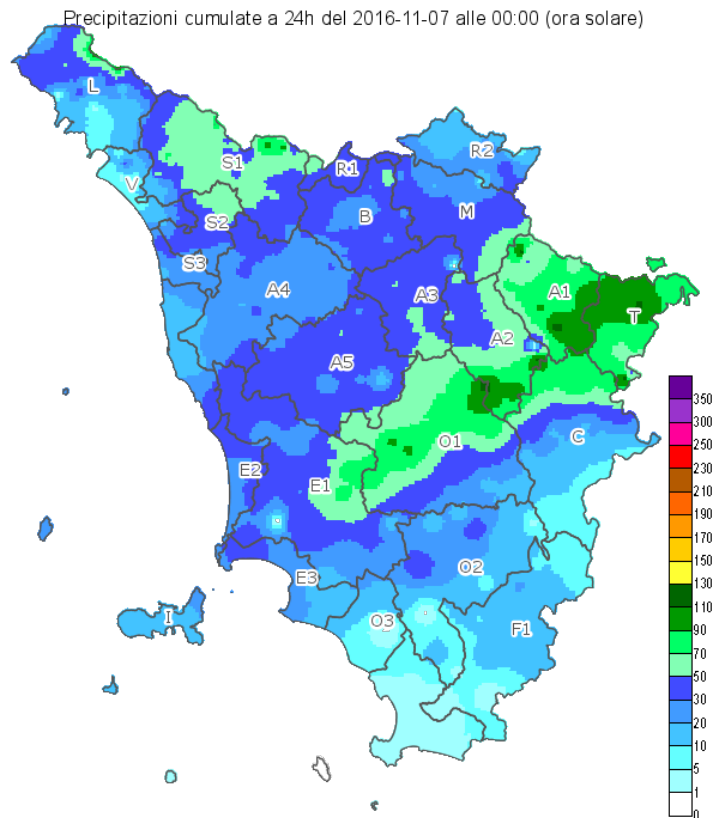 Precipitazioni cumulate a 24h del 2016-11-07 alle 00:00 (ora solare)
L
R2
S1
R1
V
M
B
S2
S3
A4
A3
A1
T
A2
A5
C
O1
E2
E1
O2
E3
I
O3
F1
350
300
250
230
210
190
170
150
130
110
90
70
50
30
20
10
5
1
0